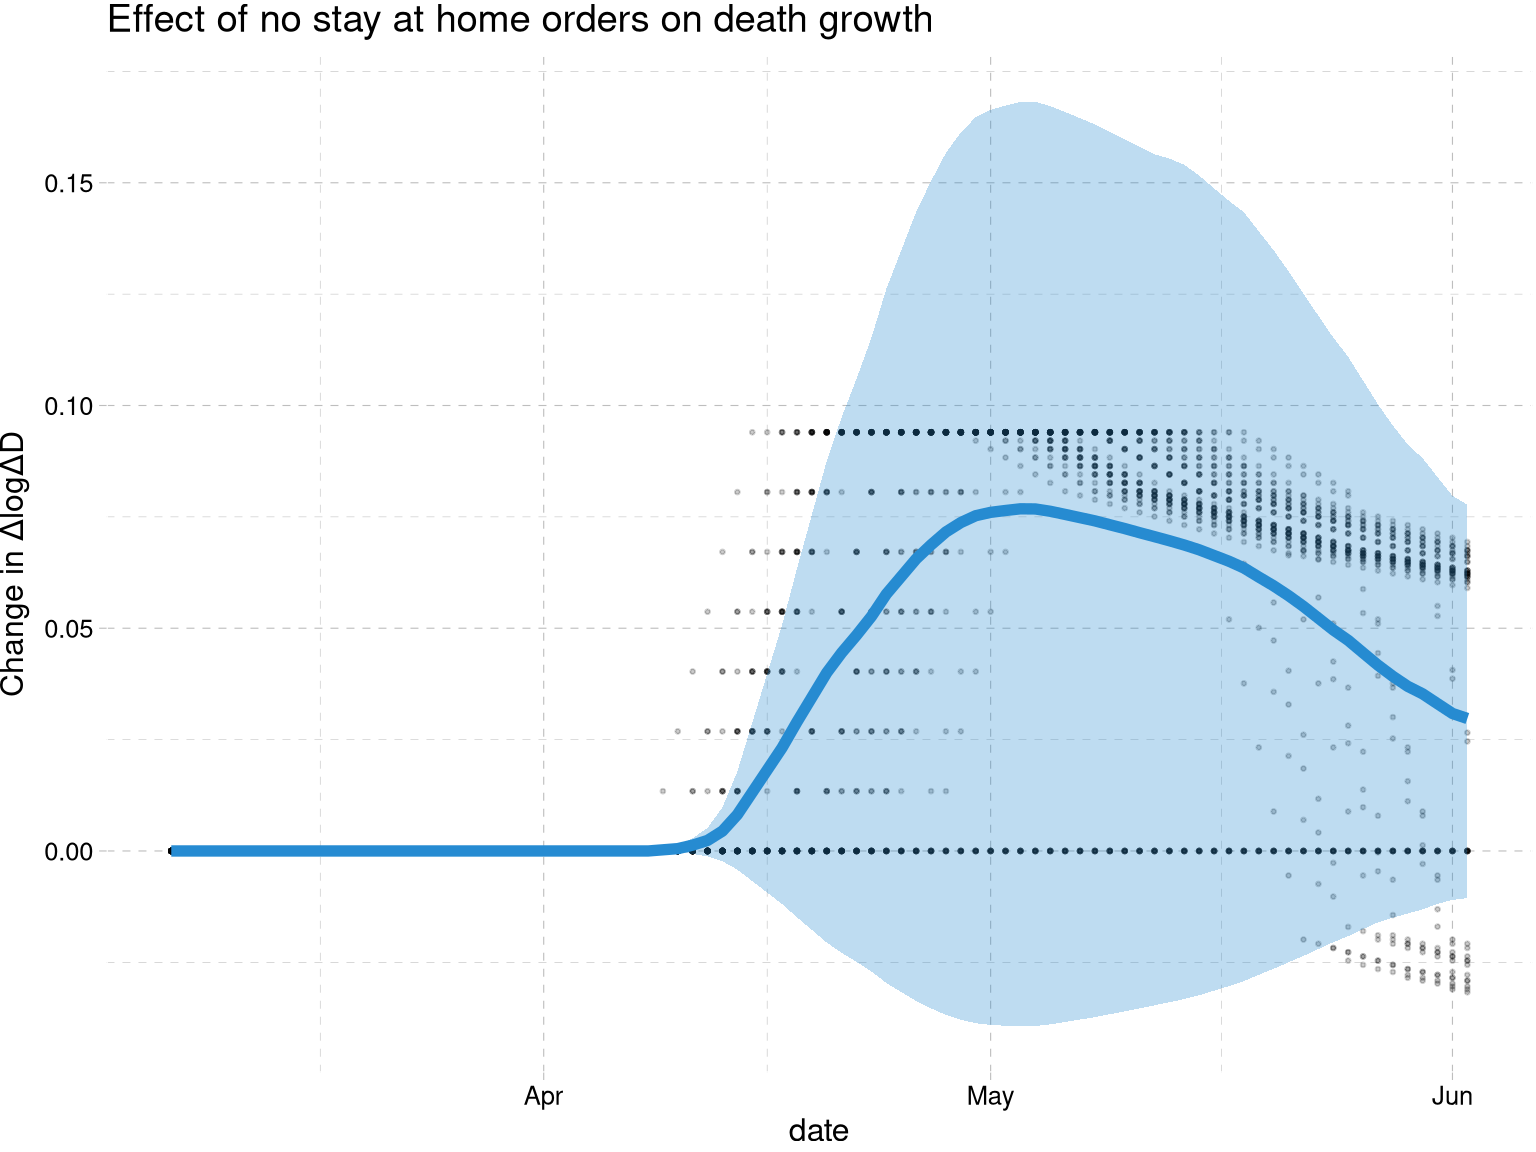 Effect of no stay at home orders on death growth
Change in ΔlogΔD
0.15
0.10
0.05
0.00
Apr
May
Jun
date